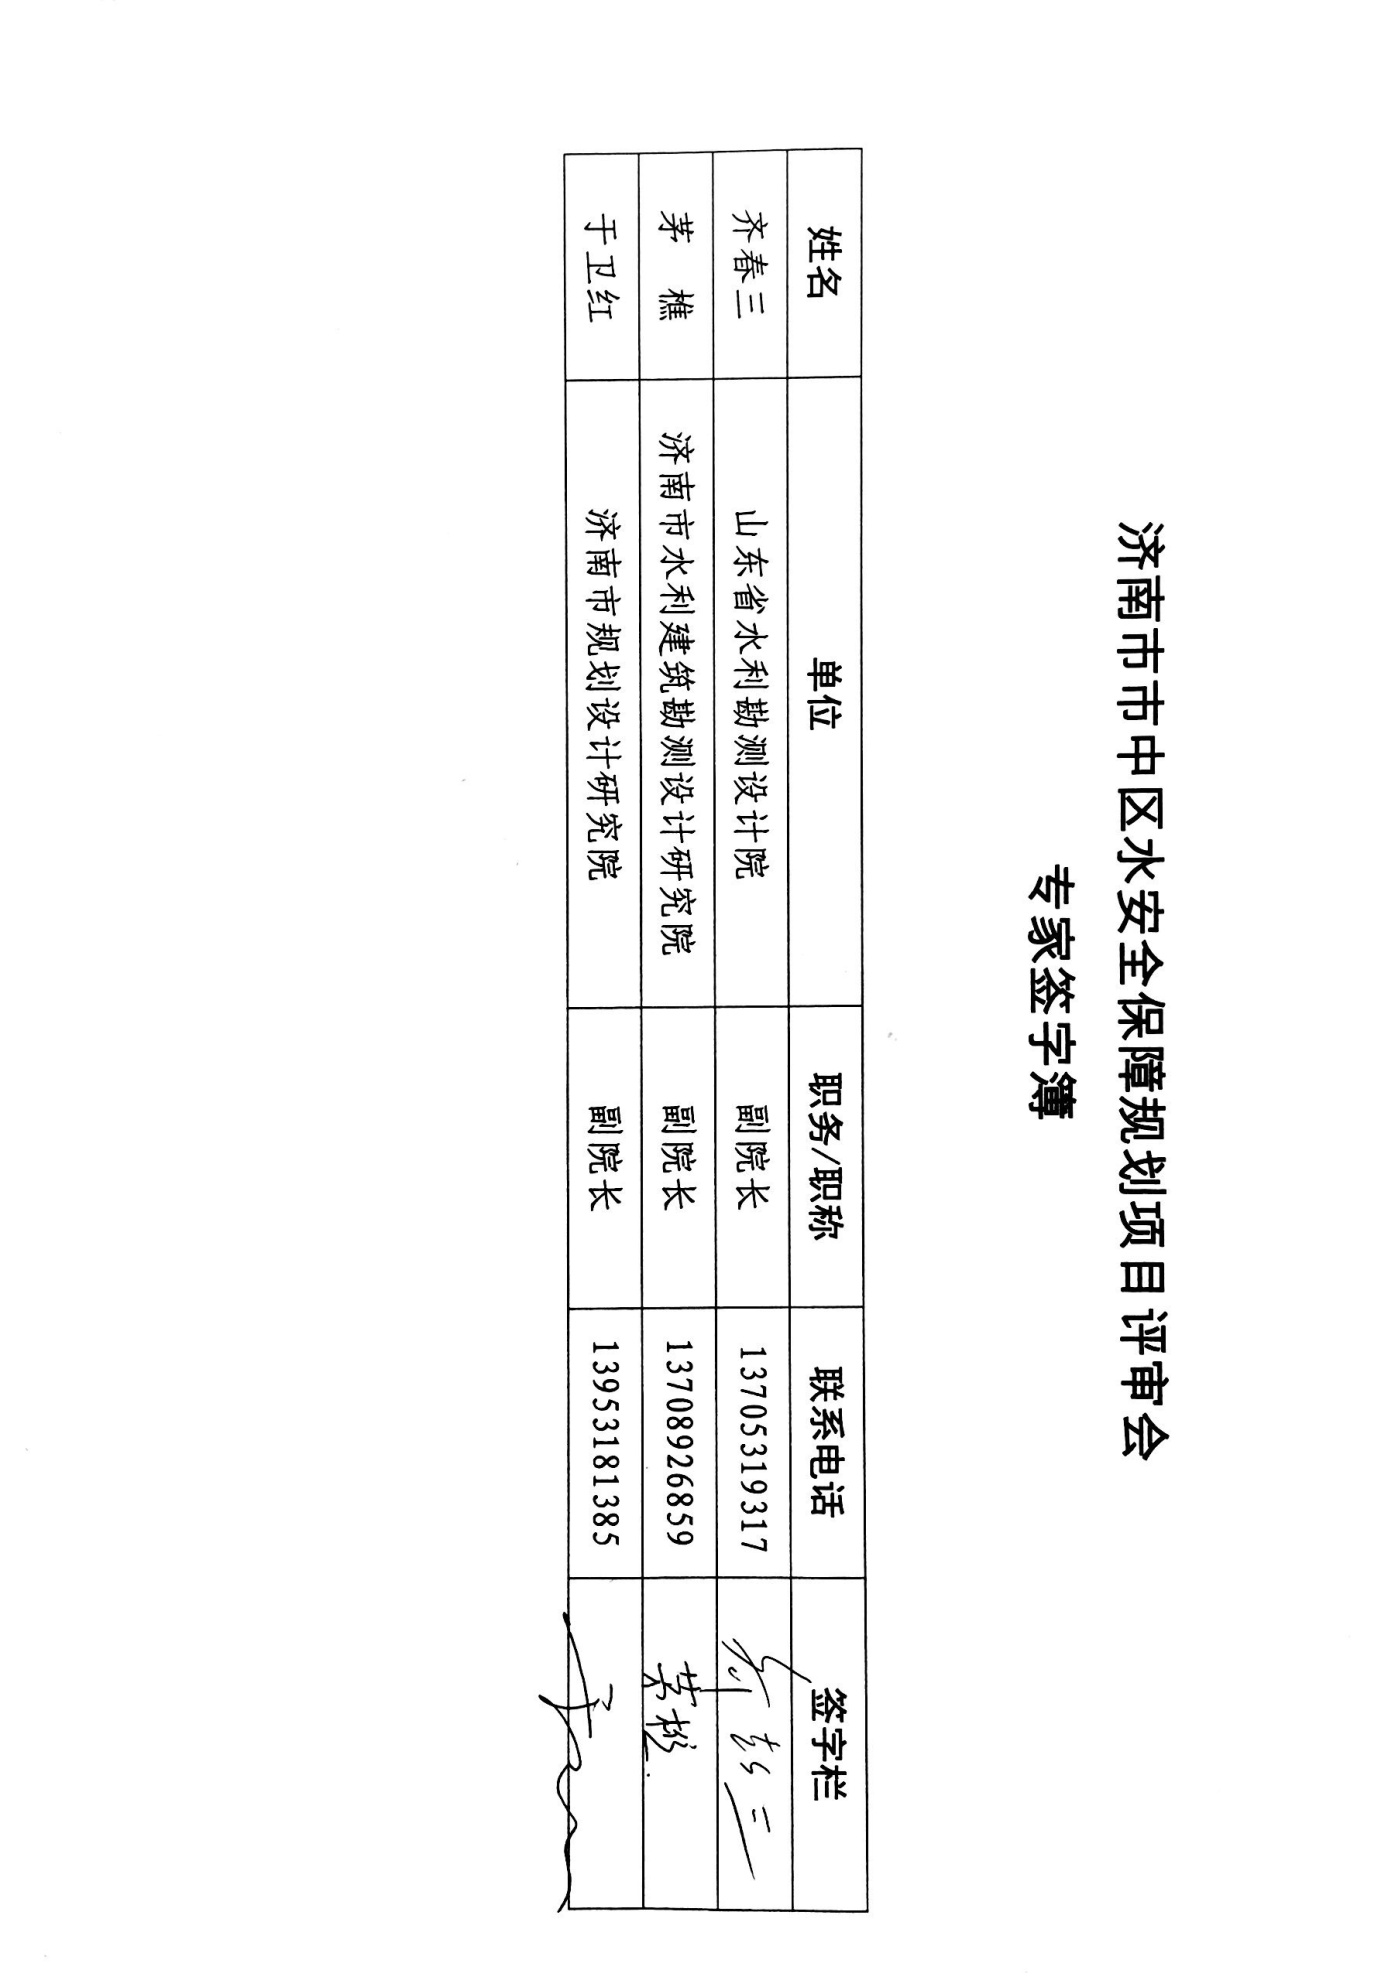 济南市市中区水安全保障规划项目评审会
专家签字簿
姓名 单位 职务/职称 联系电话 签字栏
齐春三 山东省水利勘测设计院 副院长 13705319317 齐春三
茅 樵 济南市水利建筑勘测设计研究院 副院长 13708926859 茅樵
于卫红 济南市规划设计研究院 副院长 13953181385